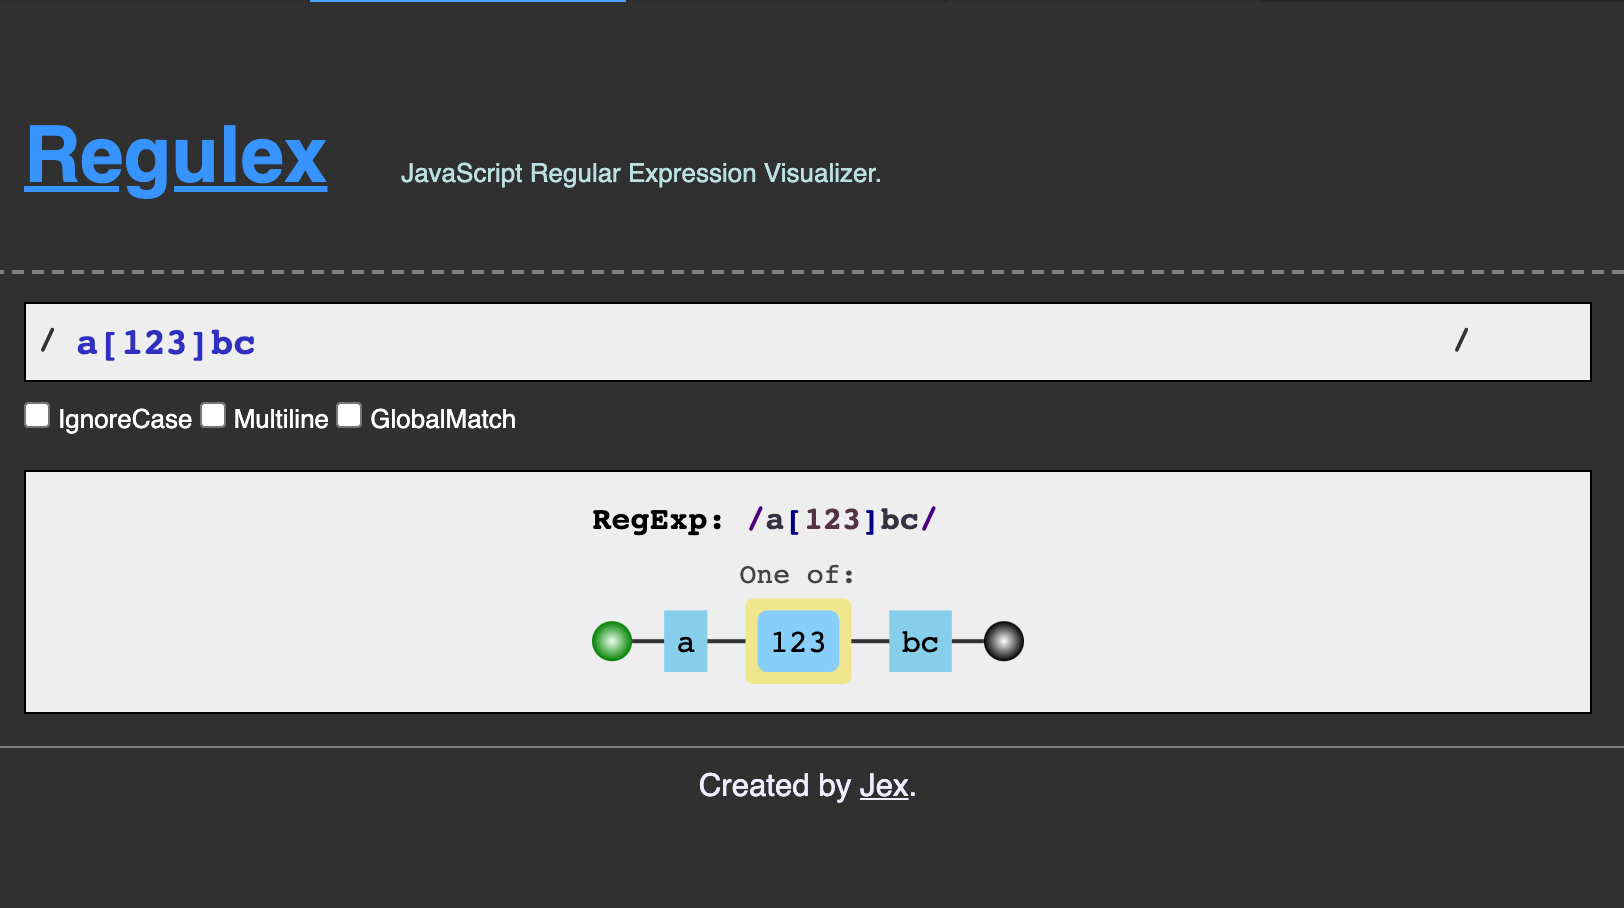 Regulex JavaScript Regular Expression Visualizer.
/ a[123]bc /
IgnoreCase Multiline GlobalMatch
RegExp: /a[123]bc/
One of:
a 123 bc
Created by Jex.